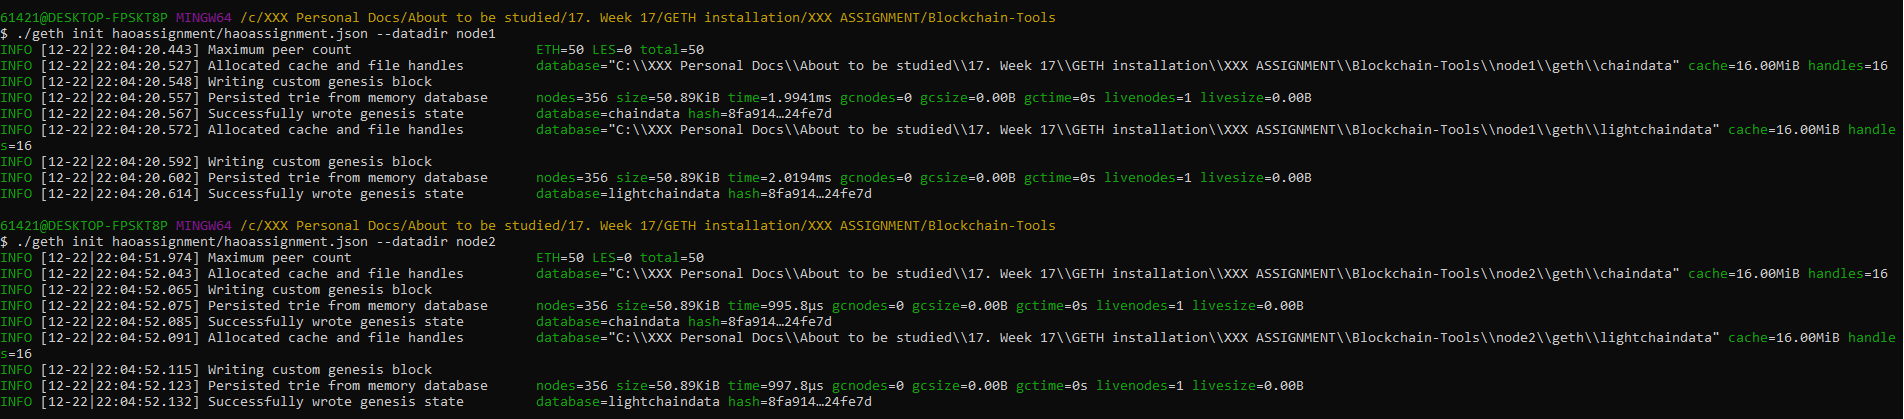 61421@DESKTOP-FPSKT8P MINGW64 /c/XXX Personal Docs/About to be studied/17. Week 17/GETH installation/XXX ASSIGNMENT/Blockchain-Tools
$ ./geth init haoassignment/haoassignment.json --datadir node1
INFO [12-22|22:04:20.443] Maximum peer count                       ETH=50 LES=0 total=50
INFO [12-22|22:04:20.527] Allocated cache and file handles         database="C:\\XXX Personal Docs\\About to be studied\\17. Week 17\\GETH installation\\XXX ASSIGNMENT\\Blockchain-Tools\\node1\\geth\\chaindata" cache=16.00MiB handles=16
INFO [12-22|22:04:20.548] Writing custom genesis block
INFO [12-22|22:04:20.557] Persisted trie from memory database      nodes=356 size=50.89KiB time=1.9941ms gcnodes=0 gcsize=0.00B gctime=0s livenodes=1 livesize=0.00B
INFO [12-22|22:04:20.567] Successfully wrote genesis state         database=chaindata hash=8fa914…24fe7d
INFO [12-22|22:04:20.572] Allocated cache and file handles         database="C:\\XXX Personal Docs\\About to be studied\\17. Week 17\\GETH installation\\XXX ASSIGNMENT\\Blockchain-Tools\\node1\\geth\\lightchaindata" cache=16.00MiB handle
s=16
INFO [12-22|22:04:20.592] Writing custom genesis block
INFO [12-22|22:04:20.602] Persisted trie from memory database      nodes=356 size=50.89KiB time=2.0194ms gcnodes=0 gcsize=0.00B gctime=0s livenodes=1 livesize=0.00B
INFO [12-22|22:04:20.614] Successfully wrote genesis state         database=lightchaindata hash=8fa914…24fe7d
61421@DESKTOP-FPSKT8P MINGW64 /c/XXX Personal Docs/About to be studied/17. Week 17/GETH installation/XXX ASSIGNMENT/Blockchain-Tools
$ ./geth init haoassignment/haoassignment.json --datadir node2
INFO [12-22|22:04:51.974] Maximum peer count                       ETH=50 LES=0 total=50
INFO [12-22|22:04:52.043] Allocated cache and file handles         database="C:\\XXX Personal Docs\\About to be studied\\17. Week 17\\GETH installation\\XXX ASSIGNMENT\\Blockchain-Tools\\node2\\geth\\chaindata" cache=16.00MiB handles=16
INFO [12-22|22:04:52.065] Writing custom genesis block
INFO [12-22|22:04:52.075] Persisted trie from memory database      nodes=356 size=50.89KiB time=995.8µs gcnodes=0 gcsize=0.00B gctime=0s livenodes=1 livesize=0.00B
INFO [12-22|22:04:52.085] Successfully wrote genesis state         database=chaindata hash=8fa914…24fe7d
INFO [12-22|22:04:52.091] Allocated cache and file handles         database="C:\\XXX Personal Docs\\About to be studied\\17. Week 17\\GETH installation\\XXX ASSIGNMENT\\Blockchain-Tools\\node2\\geth\\lightchaindata" cache=16.00MiB handle
s=16
INFO [12-22|22:04:52.115] Writing custom genesis block
INFO [12-22|22:04:52.123] Persisted trie from memory database      nodes=356 size=50.89KiB time=997.8µs gcnodes=0 gcsize=0.00B gctime=0s livenodes=1 livesize=0.00B
INFO [12-22|22:04:52.132] Successfully wrote genesis state         database=lightchaindata hash=8fa914…24fe7d